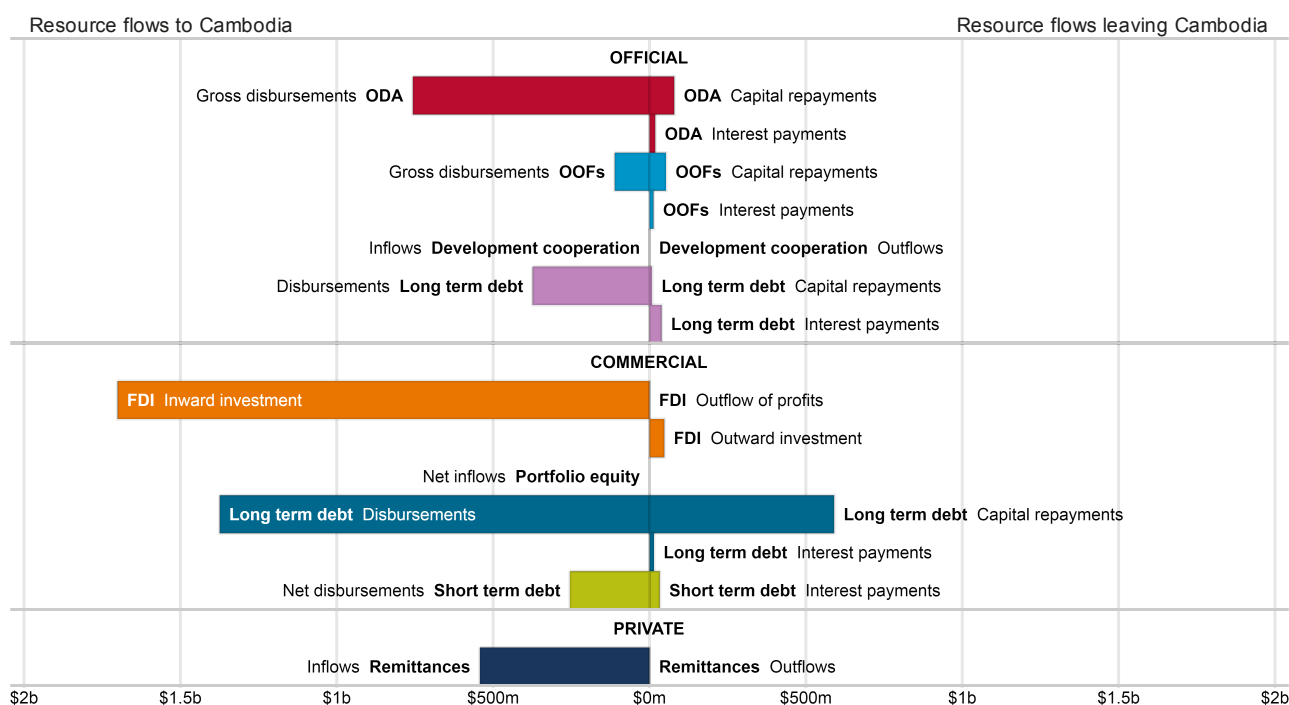 Resource flows to Cambodia Resource flows leaving Cambodia
OFFICIAL
Gross disbursements ODA ODA Capital repayments
ODA Interest payments
Gross disbursements OOFs OOFs Capital repayments
OOFs Interest payments
Inflows Development cooperation Development cooperation Outflows
Disbursements Long term debt Long term debt Capital repayments
Long term debt Interest payments
COMMERCIAL
FDI Inward investment FDI Outflow of profits
FDI Outward investment
Net inflows Portfolio equity
Long term debt Disbursements Long term debt Capital repayments
Long term debt Interest payments
Net disbursements Short term debt Short term debt Interest payments
PRIVATE
Inflows Remittances Remittances Outflows
$2b $1.5b $1b $500m $0m $500m $1b $1.5b $2b